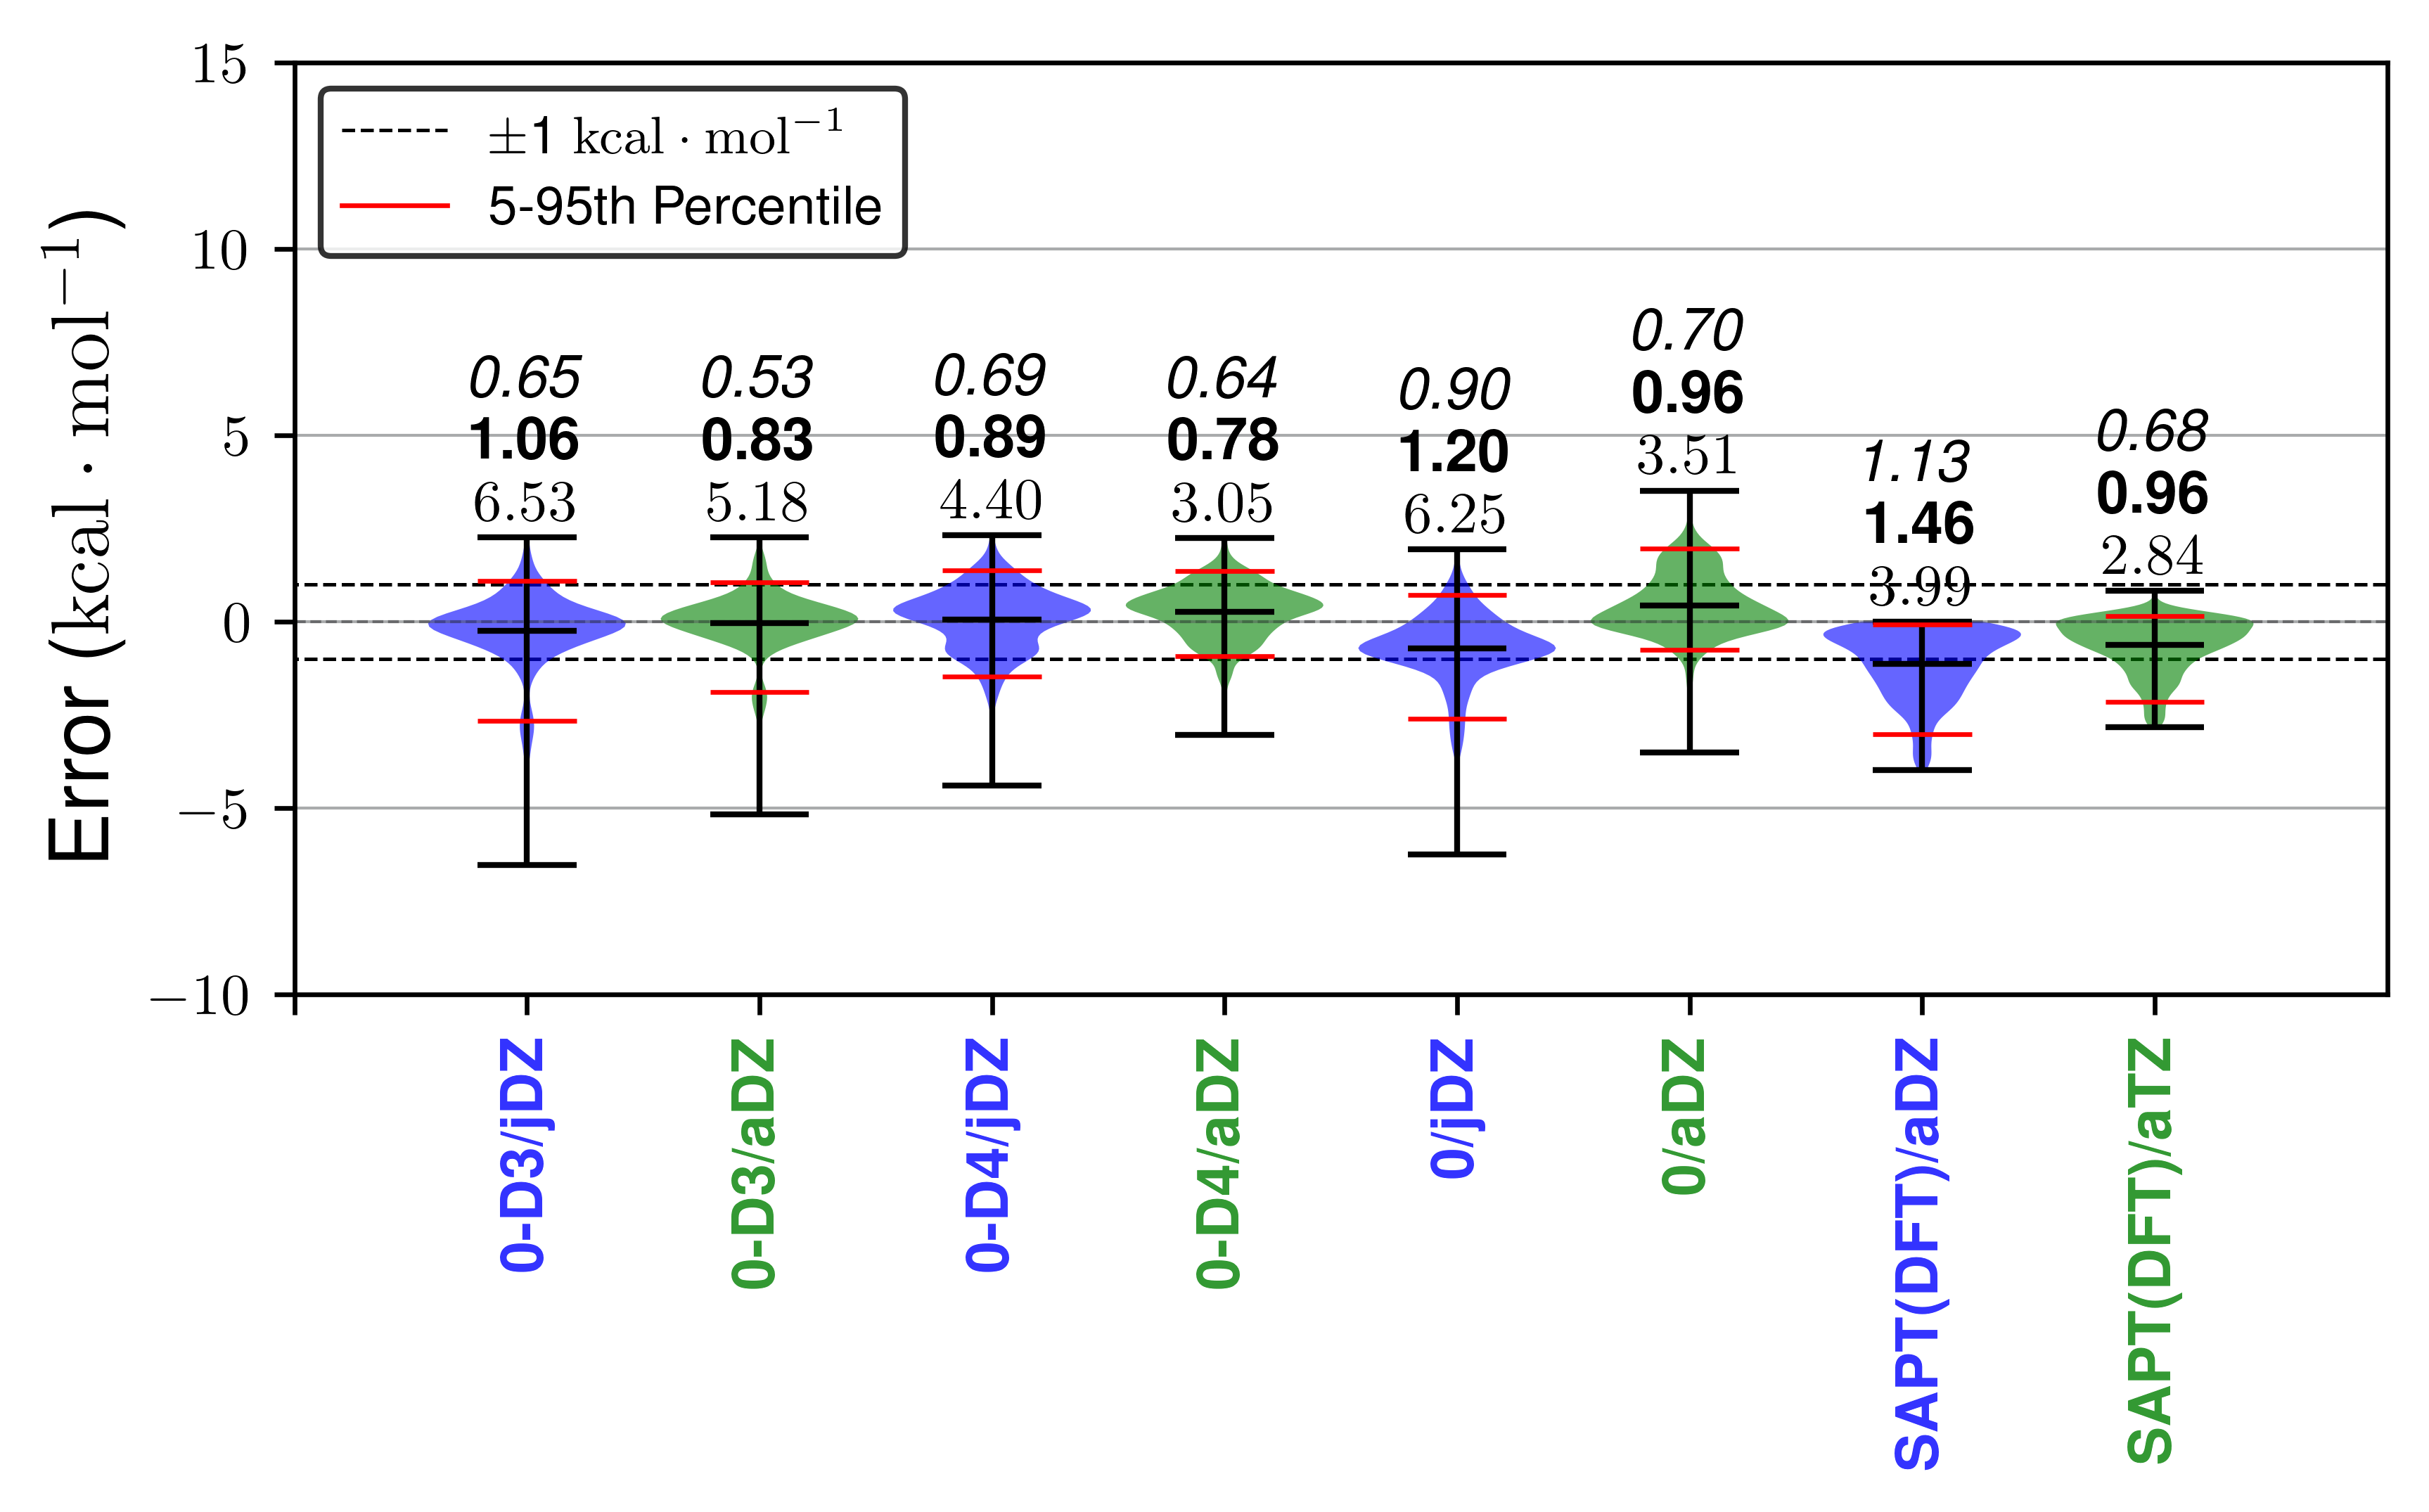 Error (kcal · mol⁻¹)
15
10
5
0
−5
−10
±1 kcal · mol⁻¹
5-95th Percentile
0.65
1.06
6.53
0.53
0.83
5.18
0.69
0.89
4.40
0.64
0.78
3.05
0.90
1.20
6.25
0.70
0.96
3.51
1.13
1.46
3.99
0.68
0.96
2.84
0-D3/jDZ
0-D3/aDZ
0-D4/jDZ
0-D4/aDZ
0/jDZ
0/aDZ
SAPT(DFT)/aDZ
SAPT(DFT)/aTZ